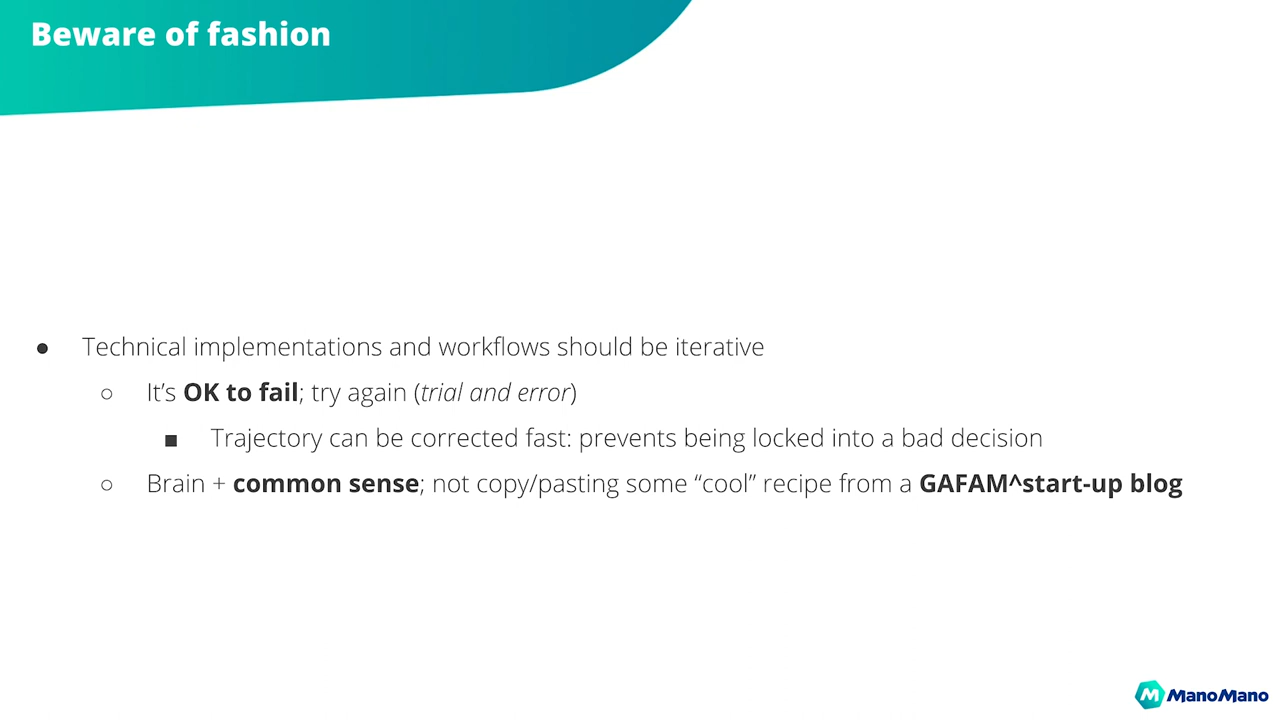 Beware of fashion
● Technical implementations and workflows should be iterative
○ It’s OK to fail; try again (trial and error)
■ Trajectory can be corrected fast: prevents being locked into a bad decision
○ Brain + common sense; not copy/pasting some “cool” recipe from a GAFAM^start-up blog
M ManoMano